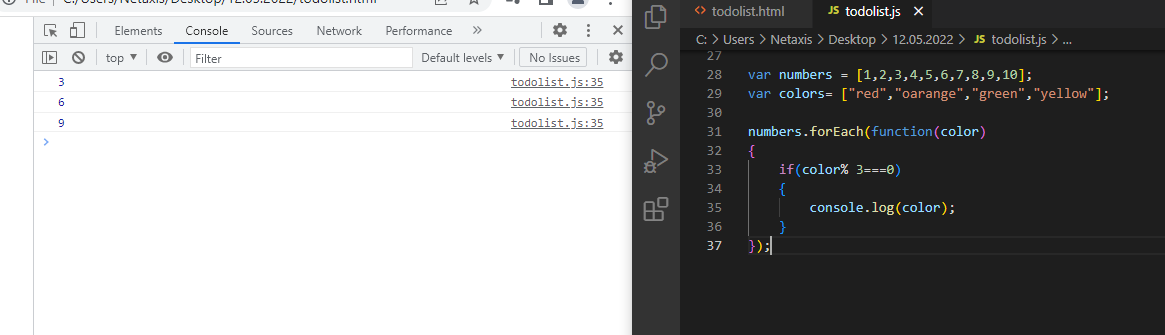 File | C:/Users/Netaxis/Desktop/12.05.2022/todolist.html
Elements Console Sources Network Performance »
top ▾ Filter Default levels ▾ No Issues
3 todolist.js:35
6 todolist.js:35
9 todolist.js:35
>
<> todolist.html JS todolist.js ×
C: > Users > Netaxis > Desktop > 12.05.2022 > JS todolist.js > ...
27
28 var numbers = [1,2,3,4,5,6,7,8,9,10];
29 var colors= ["red","oarange","green","yellow"];
30
31 numbers.forEach(function(color)
32 {
33 if(color% 3===0)
34 {
35 console.log(color);
36 }
37 });